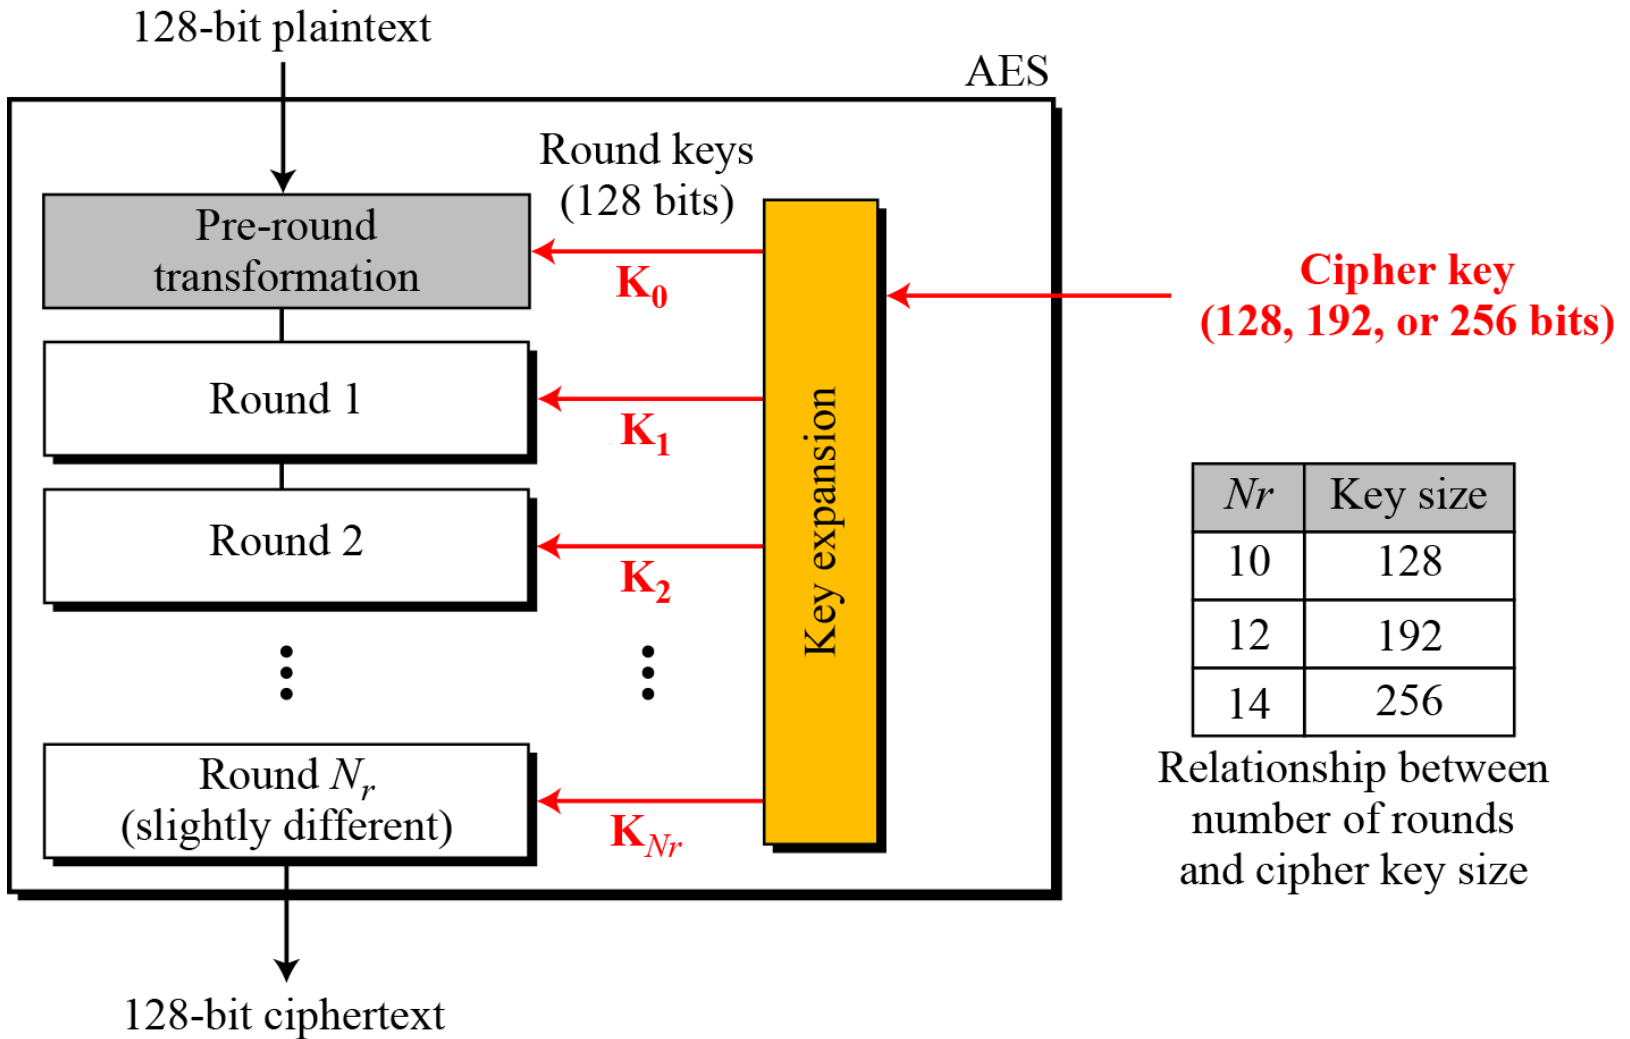 128-bit plaintext
AES
Round keys
(128 bits)
Pre-round
transformation
K0
Cipher key
(128, 192, or 256 bits)
Round 1
K1
Round 2
K2
Key expansion
Round Nr
(slightly different)
KNr
128-bit ciphertext
Nr Key size
10 128
12 192
14 256
Relationship between
number of rounds
and cipher key size